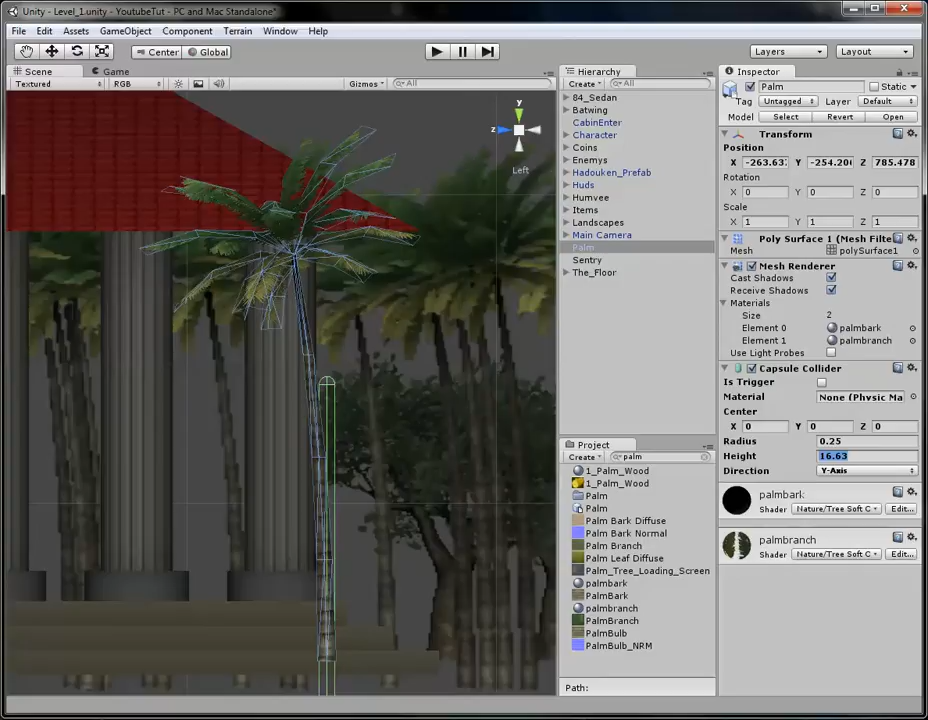 Unity - Level_1.unity - YoutubeTut - PC and Mac Standalone*
File Edit Assets GameObject Component Terrain Window Help
Center Global Layers Layout
Scene Game
Textured RGB Gizmos All
y
z
Left
Hierarchy
Create All
84_Sedan
Batwing
CabinEnter
Character
Coins
Enemys
Hadouken_Prefab
Huds
Humvee
Items
Landscapes
Main Camera
Palm
Sentry
The_Floor
Project
Create palm
1_Palm_Wood
1_Palm_Wood
Palm
Palm
Palm Bark Diffuse
Palm Bark Normal
Palm Branch
Palm Leaf Diffuse
Palm_Tree_Loading_Screen
palmbark
PalmBark
palmbranch
PalmBranch
PalmBulb
PalmBulb_NRM
Path:
Inspector
Palm Static
Tag Untagged Layer Default
Model Select Revert Open
Transform
Position
X -263.63 Y -254.20 Z 785.478
Rotation
X 0 Y 0 Z 0
Scale
X 1 Y 1 Z 1
Poly Surface 1 (Mesh Filte
Mesh polySurface1
Mesh Renderer
Cast Shadows
Receive Shadows
Materials
Size 2
Element 0 palmbark
Element 1 palmbranch
Use Light Probes
Capsule Collider
Is Trigger
Material None (Physic Ma
Center
X 0 Y 0 Z 0
Radius 0.25
Height 16.63
Direction Y-Axis
palmbark
Shader Nature/Tree Soft C Edit...
palmbranch
Shader Nature/Tree Soft C Edit...